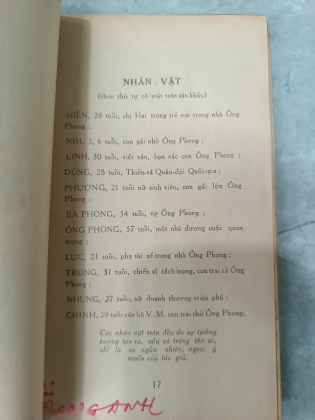 NHÂN VẬT
(theo thứ tự có mặt trên sân khấu)
HIỀN, 28 tuổi, chị Hai trông trẻ em trong nhà Ông
Phong ;
NHI, 5, 6 tuổi, con gái nhỏ Ông Phong ;
LINH, 30 tuổi, viết văn, bạn các con Ông Phong ;
DŨNG, 28 tuổi, Thiếu-tá Quân-đội Quốc-gia ;
PHƯƠNG, 21 tuổi nữ sinh viên, con gái lớn Ông
Phong ;
BÀ PHONG, 54 tuổi, vợ Ông Phong ;
ÔNG PHONG, 57 tuổi, một nhà đương cuộc quan
trọng ;
LỰC, 21 tuổi, phụ tài xế trong nhà Ông Phong ;
TRUNG, 31 tuổi, chiến sĩ cách mạng, con trai cả Ông
Phong ;
NHUNG, 27 tuổi, nữ doanh thương triệu phú ;
CHINH, 29 tuổi cán bộ V.M. con trai thứ Ông Phong;
Các nhân vật trên đều do sự tưởng
tượng tạo ra, nếu có trùng tên ai,
chỉ là sự ngẫu nhiên, ngoài ý
muốn của tác giả.
17